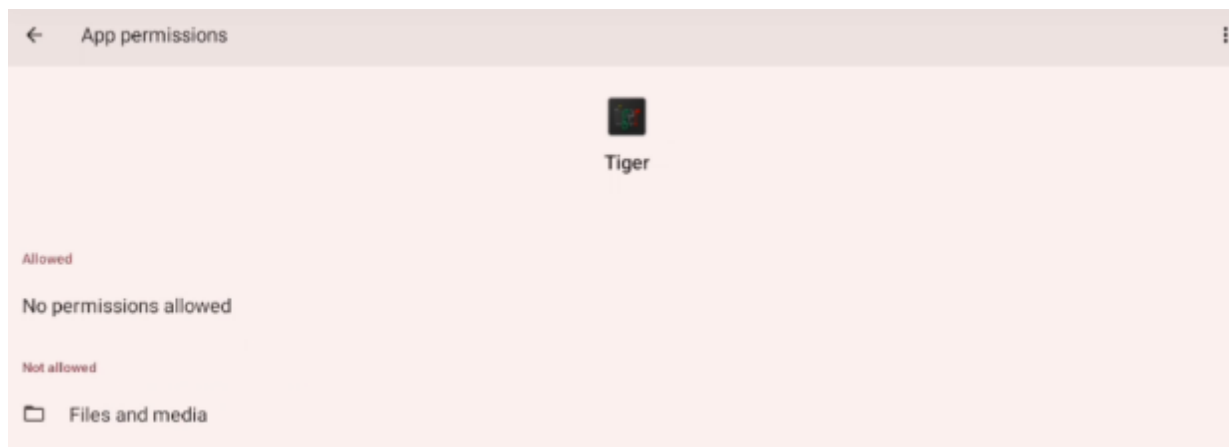 App permissions
Tiger
Allowed
No permissions allowed
Not allowed
Files and media